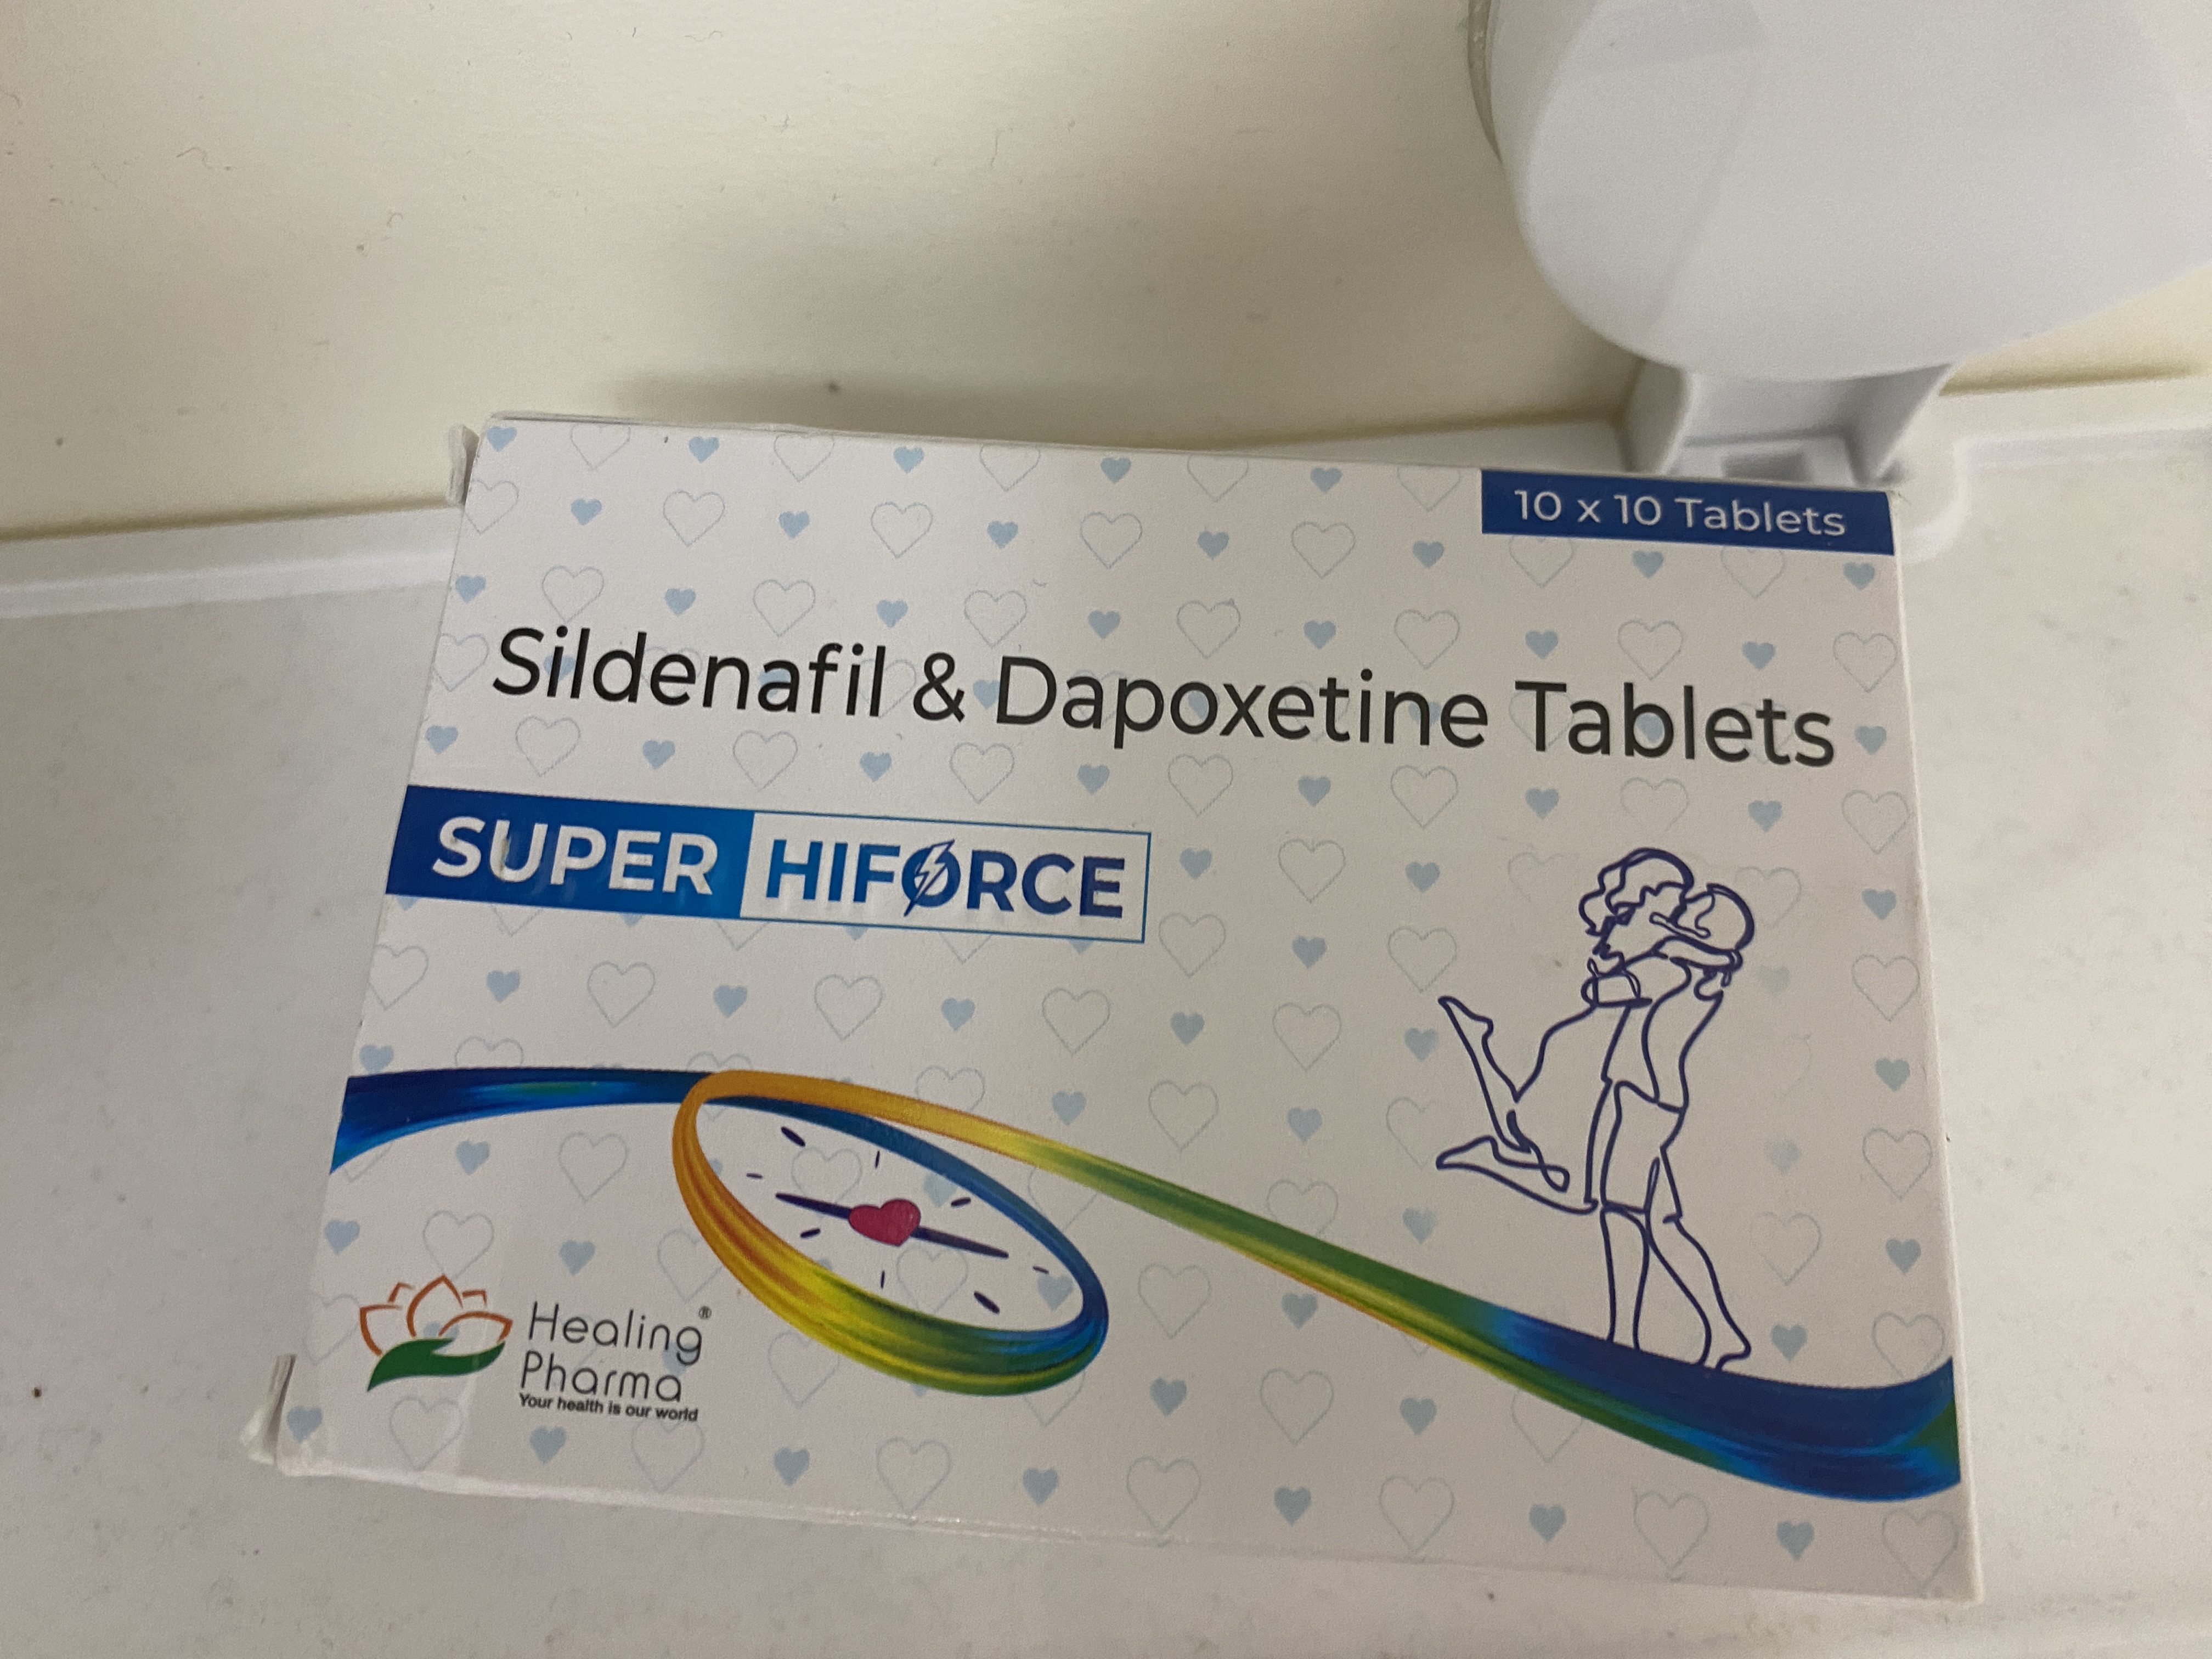 10 x 10 Tablets
Sildenafil & Dapoxetine Tablets
SUPER HIFORCE
Healing®
Pharma
Your health is our world